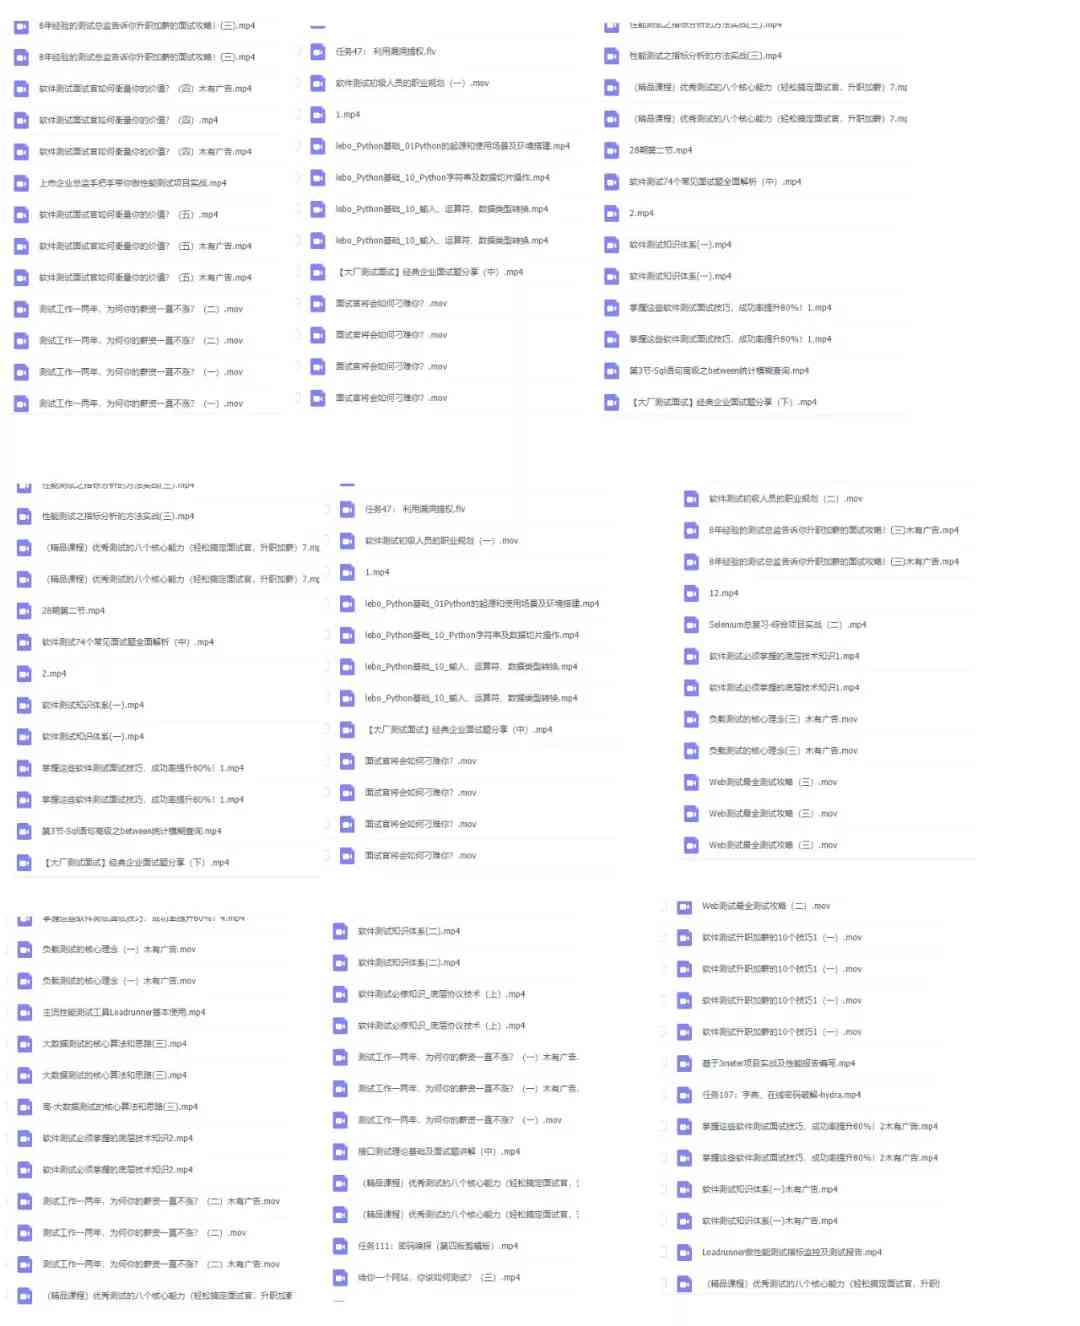 8年经验的测试总监告诉你升职加薪的面试攻略！(三).mp4
8年经验的测试总监告诉你升职加薪的面试攻略！(三).mp4
软件测试面试官如何衡量你的价值？（四）木有广告.mp4
软件测试面试官如何衡量你的价值？（四）.mp4
软件测试面试官如何衡量你的价值？（四）木有广告.mp4
上市企业总监手把手带你做性能测试项目实战.mp4
软件测试面试官如何衡量你的价值？（五）.mp4
软件测试面试官如何衡量你的价值？（五）木有广告.mp4
软件测试面试官如何衡量你的价值？（五）木有广告.mp4
测试工作一两年，为何你的薪资一直不涨？（二）.mov
测试工作一两年，为何你的薪资一直不涨？（二）.mov
测试工作一两年，为何你的薪资一直不涨？（一）.mov
测试工作一两年，为何你的薪资一直不涨？（一）.mov
任务47： 利用漏洞提权.flv
软件测试初级人员的职业规划（一）.mov
1.mp4
lebo_Python基础_01Python的起源和使用场景及环境搭建.mp4
lebo_Python基础_10_Python字符串及数据切片操作.mp4
lebo_Python基础_10_输入、运算符、数据类型转换.mp4
lebo_Python基础_10_输入、运算符、数据类型转换.mp4
【大厂测试面试】经典企业面试题分享（中）.mp4
面试官将会如何刁难你？.mov
面试官将会如何刁难你？.mov
面试官将会如何刁难你？.mov
面试官将会如何刁难你？.mov
性能测试之指标分析的方法实战(三).mp4
性能测试之指标分析的方法实战(三).mp4
（精品课程）优秀测试的八个核心能力（轻松搞定面试官、升职加薪）7.mp
（精品课程）优秀测试的八个核心能力（轻松搞定面试官、升职加薪）7.mp
28期第二节.mp4
软件测试74个常见面试题全面解析（中）.mp4
2.mp4
软件测试知识体系(一).mp4
软件测试知识体系(一).mp4
掌握这些软件测试面试技巧，成功率提升80%！1.mp4
掌握这些软件测试面试技巧，成功率提升80%！1.mp4
第3节-Sql语句高级之between统计模糊查询.mp4
【大厂测试面试】经典企业面试题分享（下）.mp4
性能测试之指标分析的方法实战(三).mp4
性能测试之指标分析的方法实战(三).mp4
（精品课程）优秀测试的八个核心能力（轻松搞定面试官、升职加薪）7.mp
（精品课程）优秀测试的八个核心能力（轻松搞定面试官、升职加薪）7.mp
28期第二节.mp4
软件测试74个常见面试题全面解析（中）.mp4
2.mp4
软件测试知识体系(一).mp4
软件测试知识体系(一).mp4
掌握这些软件测试面试技巧，成功率提升80%！1.mp4
掌握这些软件测试面试技巧，成功率提升80%！1.mp4
第3节-Sql语句高级之between统计模糊查询.mp4
【大厂测试面试】经典企业面试题分享（下）.mp4
任务47： 利用漏洞提权.flv
软件测试初级人员的职业规划（一）.mov
1.mp4
lebo_Python基础_01Python的起源和使用场景及环境搭建.mp4
lebo_Python基础_10_Python字符串及数据切片操作.mp4
lebo_Python基础_10_输入、运算符、数据类型转换.mp4
lebo_Python基础_10_输入、运算符、数据类型转换.mp4
【大厂测试面试】经典企业面试题分享（中）.mp4
面试官将会如何刁难你？.mov
面试官将会如何刁难你？.mov
面试官将会如何刁难你？.mov
面试官将会如何刁难你？.mov
软件测试初级人员的职业规划（二）.mov
8年经验的测试总监告诉你升职加薪的面试攻略！(三)木有广告.mp4
8年经验的测试总监告诉你升职加薪的面试攻略！(三)木有广告.mp4
12.mp4
Selenium总复习-综合项目实战（二）.mp4
软件测试必须掌握的底层技术知识1.mp4
软件测试必须掌握的底层技术知识1.mp4
负载测试的核心理念(三）木有广告.mov
负载测试的核心理念(三）木有广告.mov
Web测试最全测试攻略（三）.mov
Web测试最全测试攻略（三）.mov
Web测试最全测试攻略（三）.mov
掌握这些软件测试面试技巧，成功率提升80%！4.mp4
负载测试的核心理念（一）木有广告.mov
负载测试的核心理念（一）木有广告.mov
主流性能测试工具Loadrunner基本使用.mp4
大数据测试的核心算法和思路(三).mp4
大数据测试的核心算法和思路(三).mp4
高-大数据测试的核心算法和思路(三).mp4
软件测试必须掌握的底层技术知识2.mp4
软件测试必须掌握的底层技术知识2.mp4
测试工作一两年，为何你的薪资一直不涨？（二）木有广告.mov
测试工作一两年，为何你的薪资一直不涨？（二）.mov
测试工作一两年，为何你的薪资一直不涨？（二）木有广告.mov
（精品课程）优秀测试的八个核心能力（轻松搞定面试官、升职加薪
软件测试知识体系(二).mp4
软件测试知识体系(二).mp4
软件测试必修知识_底层协议技术（上）.mp4
软件测试必修知识_底层协议技术（上）.mp4
测试工作一两年，为何你的薪资一直不涨？（一）木有广告.
测试工作一两年，为何你的薪资一直不涨？（一）木有广告.
测试工作一两年，为何你的薪资一直不涨？（一）.mov
接口测试理论基础及面试题讲解（中）.mp4
（精品课程）优秀测试的八个核心能力（轻松搞定面试官、
（精品课程）优秀测试的八个核心能力（轻松搞定面试官、
任务111：密码嗅探（第四版剪辑版）.mp4
给你一个网站，你该如何测试？（三）.mp4
Web测试最全测试攻略（二）.mov
软件测试升职加薪的10个技巧1（一）.mov
软件测试升职加薪的10个技巧1（一）.mov
软件测试升职加薪的10个技巧1（一）.mov
软件测试升职加薪的10个技巧1（一）.mov
基于Jmeter项目实战及性能报告编写.mp4
任务107：字典、在线密码破解-hydra.mp4
掌握这些软件测试面试技巧，成功率提升80%！2木有广告.mp4
掌握这些软件测试面试技巧，成功率提升80%！2木有广告.mp4
软件测试知识体系(一)木有广告.mp4
软件测试知识体系(一)木有广告.mp4
Loadrunner做性能测试指标监控及测试报告.mp4
（精品课程）优秀测试的八个核心能力（轻松搞定面试官、升职